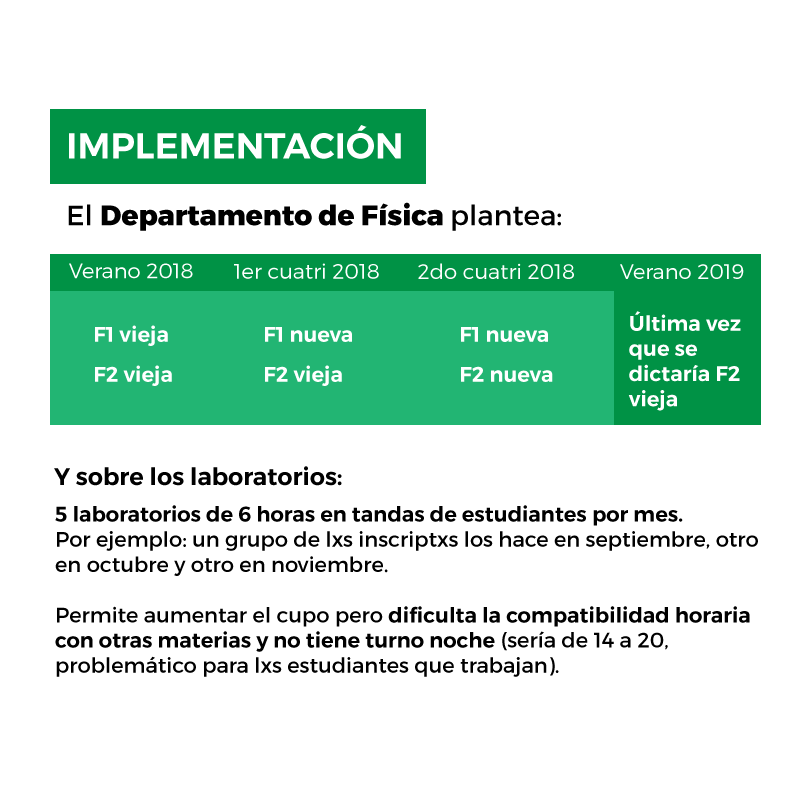 IMPLEMENTACIÓN
El Departamento de Física plantea:
Verano 2018 1er cuatri 2018 2do cuatri 2018 Verano 2019
F1 vieja F1 nueva F1 nueva
F2 vieja F2 vieja F2 nueva
Última vez
que se
dictaría F2
vieja
Y sobre los laboratorios:
5 laboratorios de 6 horas en tandas de estudiantes por mes.
Por ejemplo: un grupo de lxs inscriptxs los hace en septiembre, otro
en octubre y otro en noviembre.
Permite aumentar el cupo pero dificulta la compatibilidad horaria
con otras materias y no tiene turno noche (sería de 14 a 20,
problemático para lxs estudiantes que trabajan).